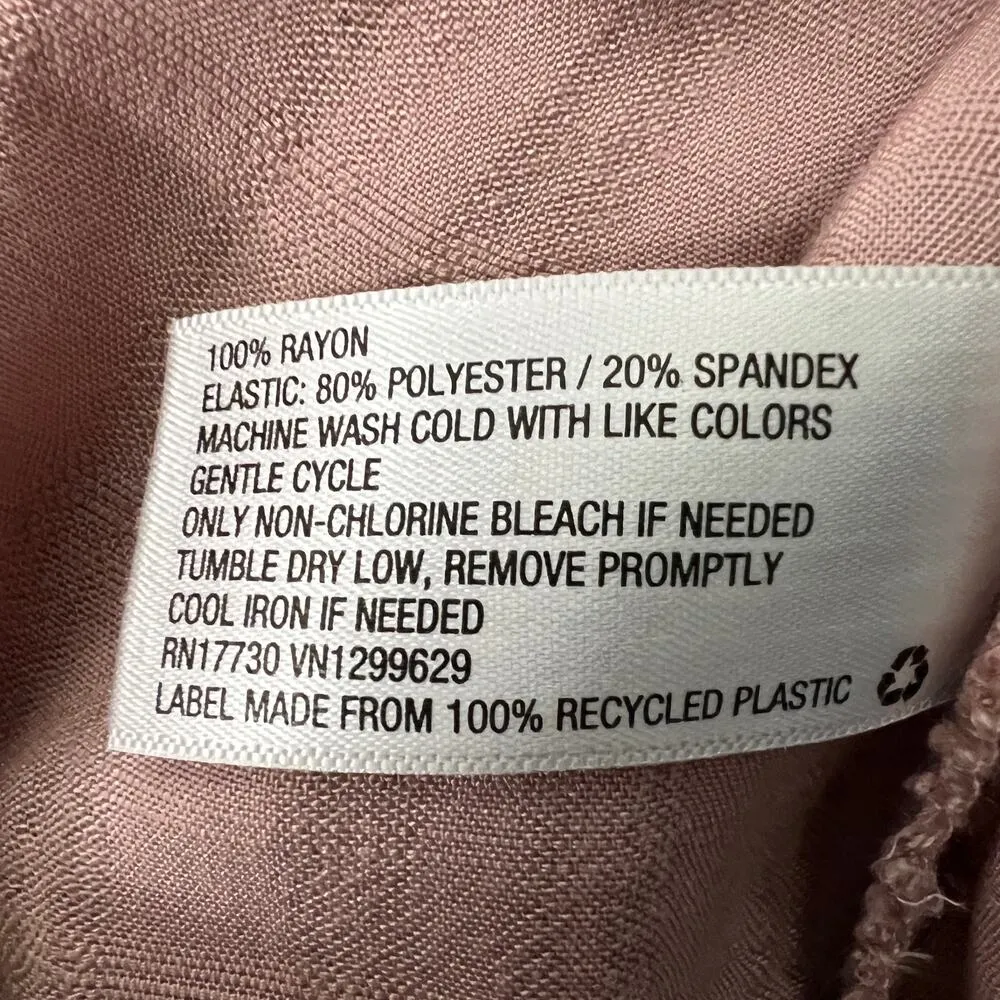 100% RAYON
ELASTIC: 80% POLYESTER / 20% SPANDEX
MACHINE WASH COLD WITH LIKE COLORS
GENTLE CYCLE
ONLY NON-CHLORINE BLEACH IF NEEDED
TUMBLE DRY LOW, REMOVE PROMPTLY
COOL IRON IF NEEDED
RN17730 VN1299629
LABEL MADE FROM 100% RECYCLED PLASTIC